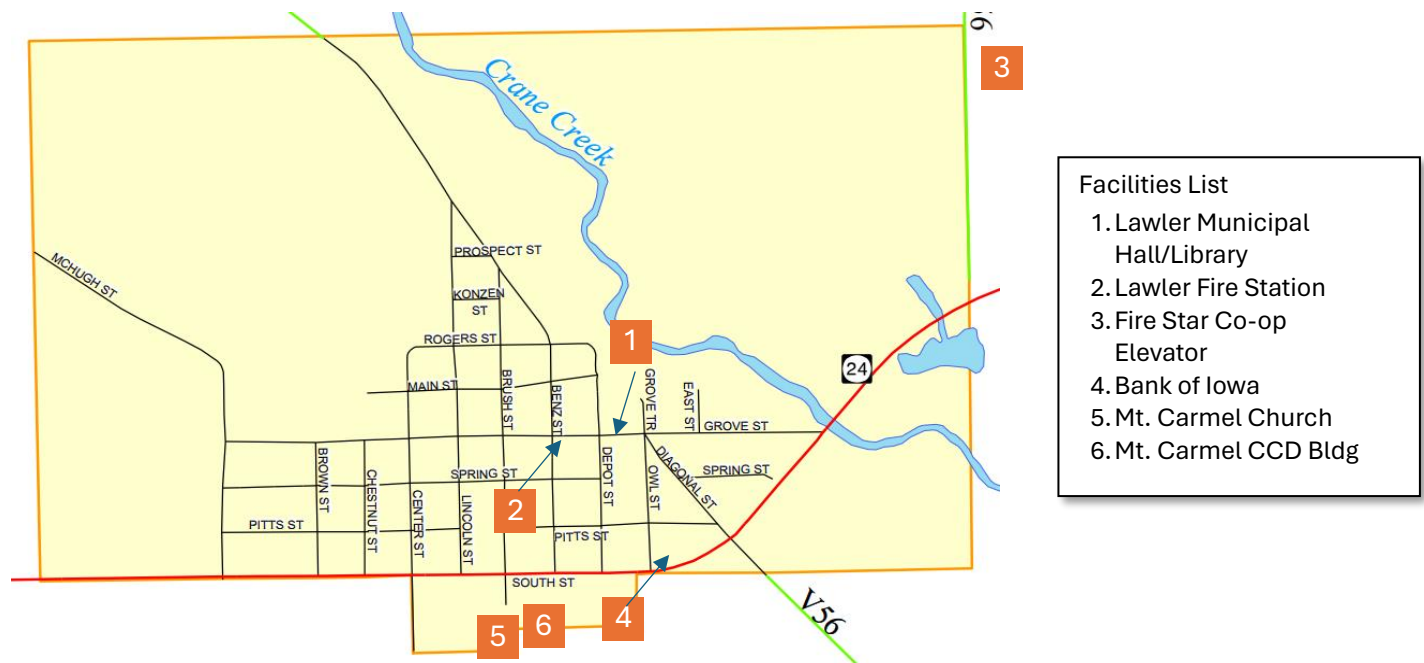 56
3
Crane Creek
MCHUGH ST
PROSPECT ST
KONZEN
ST
ROGERS ST
1
24
MAIN ST
BRUSH ST
BENZ ST
GROVE TR
EAST ST
GROVE ST
BROWN ST
CHESTNUT ST
CENTER ST
LINCOLN ST
SPRING ST
DEPOT ST
OWL ST
DIAGONAL ST
SPRING ST
2
PITTS ST
PITTS ST
SOUTH ST
5
6
4
V56
Facilities List
1. Lawler Municipal
Hall/Library
2. Lawler Fire Station
3. Fire Star Co-op
Elevator
4. Bank of Iowa
5. Mt. Carmel Church
6. Mt. Carmel CCD Bldg